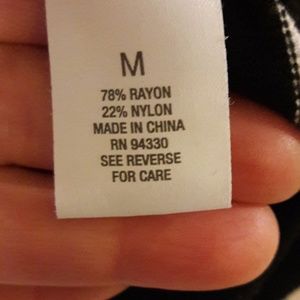 M
78% RAYON
22% NYLON
MADE IN CHINA
RN 94330
SEE REVERSE
FOR CARE